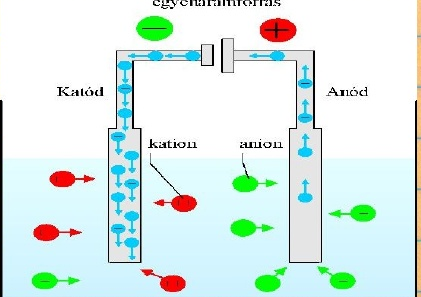 egyenáramforrás
− +
Katód Anód
kation anion